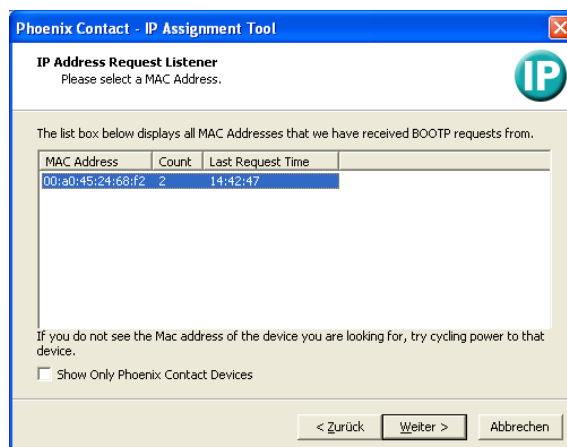 Phoenix Contact - IP Assignment Tool
IP Address Request Listener
Please select a MAC Address.
IP
The list box below displays all MAC Addresses that we have received BOOTP requests from.
MAC Address Count Last Request Time
00:a0:45:24:68:f2 2 14:42:47
If you do not see the Mac address of the device you are looking for, try cycling power to that
device.
Show Only Phoenix Contact Devices
< Zurück Weiter > Abbrechen